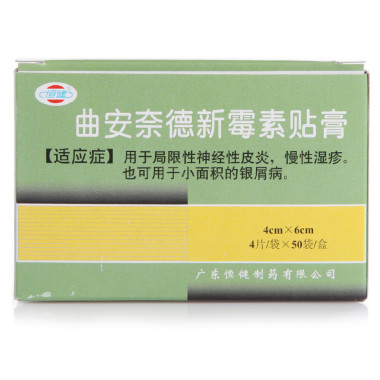 恒健
曲安奈德新霉素贴膏
【适应症】用于局限性神经性皮炎，慢性湿疹。
也可用于小面积的银屑病。
4cm×6cm
4片/袋×50袋/盒
广东恒健制药有限公司